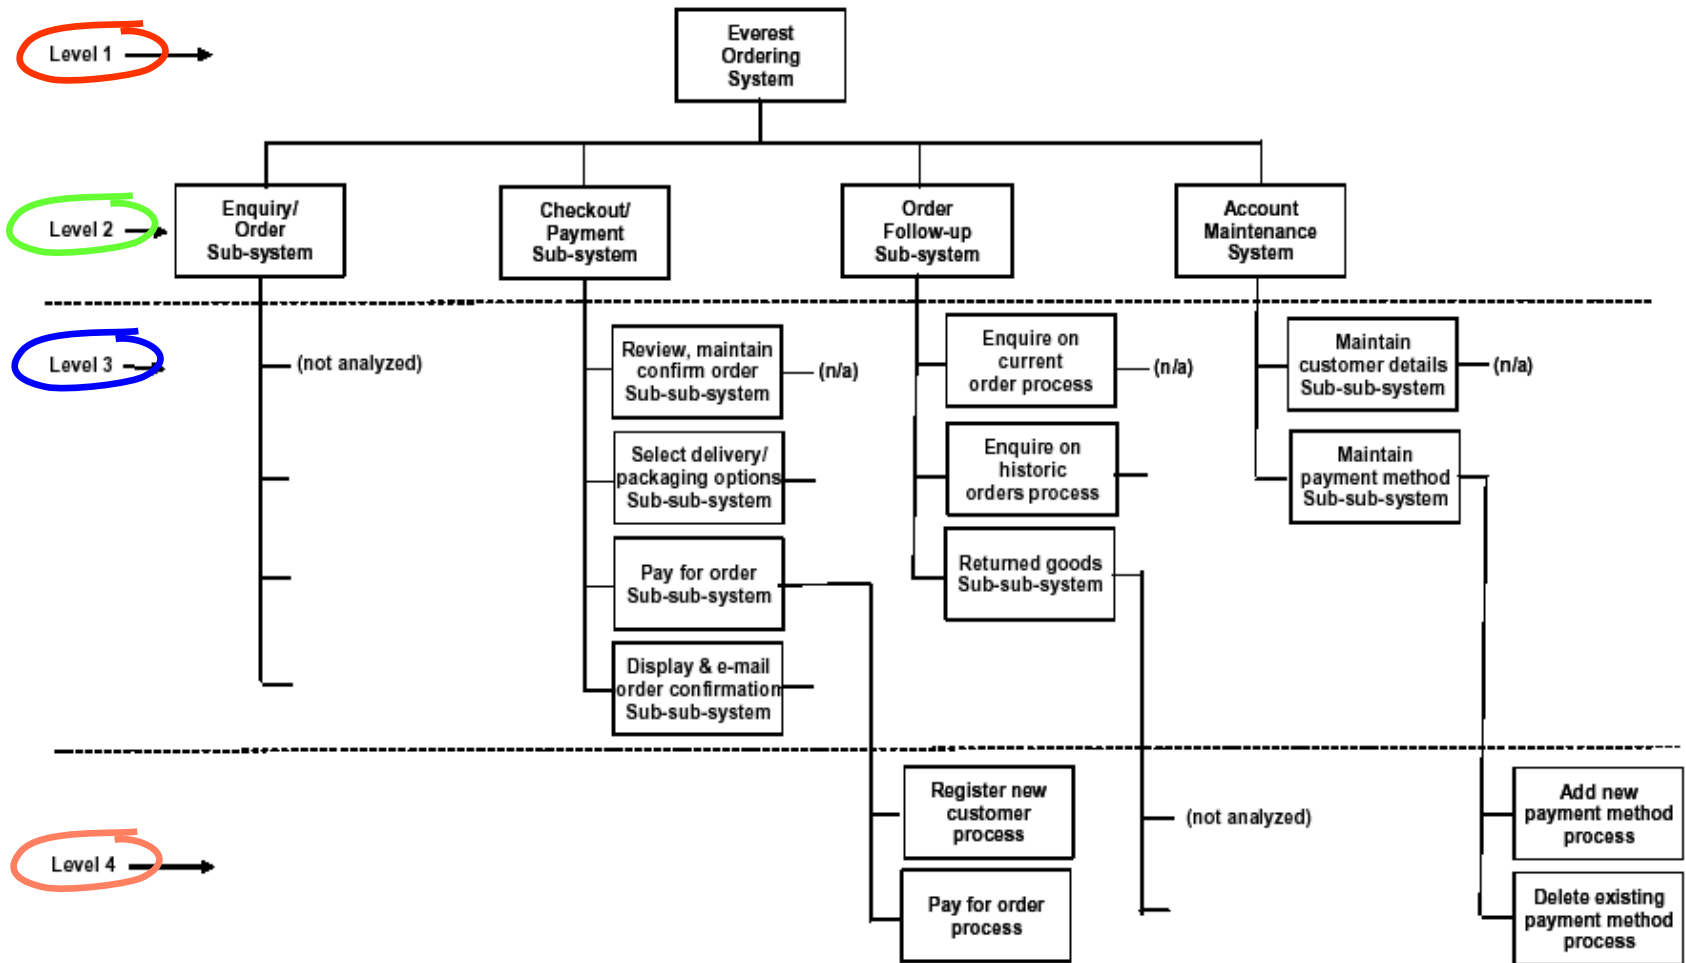 Level 1
Everest
Ordering
System
Level 2
Enquiry/
Order
Sub-system
Checkout/
Payment
Sub-system
Order
Follow-up
Sub-system
Account
Maintenance
System
Level 3
(not analyzed)
Review, maintain
confirm order
Sub-sub-system
(n/a)
Select delivery/
packaging options
Sub-sub-system
Pay for order
Sub-sub-system
Display & e-mail
order confirmation
Sub-sub-system
Enquire on
current
order process
(n/a)
Enquire on
historic
orders process
Returned goods
Sub-sub-system
Maintain
customer details
Sub-sub-system
(n/a)
Maintain
payment method
Sub-sub-system
Level 4
Register new
customer
process
Pay for order
process
(not analyzed)
Add new
payment method
process
Delete existing
payment method
process